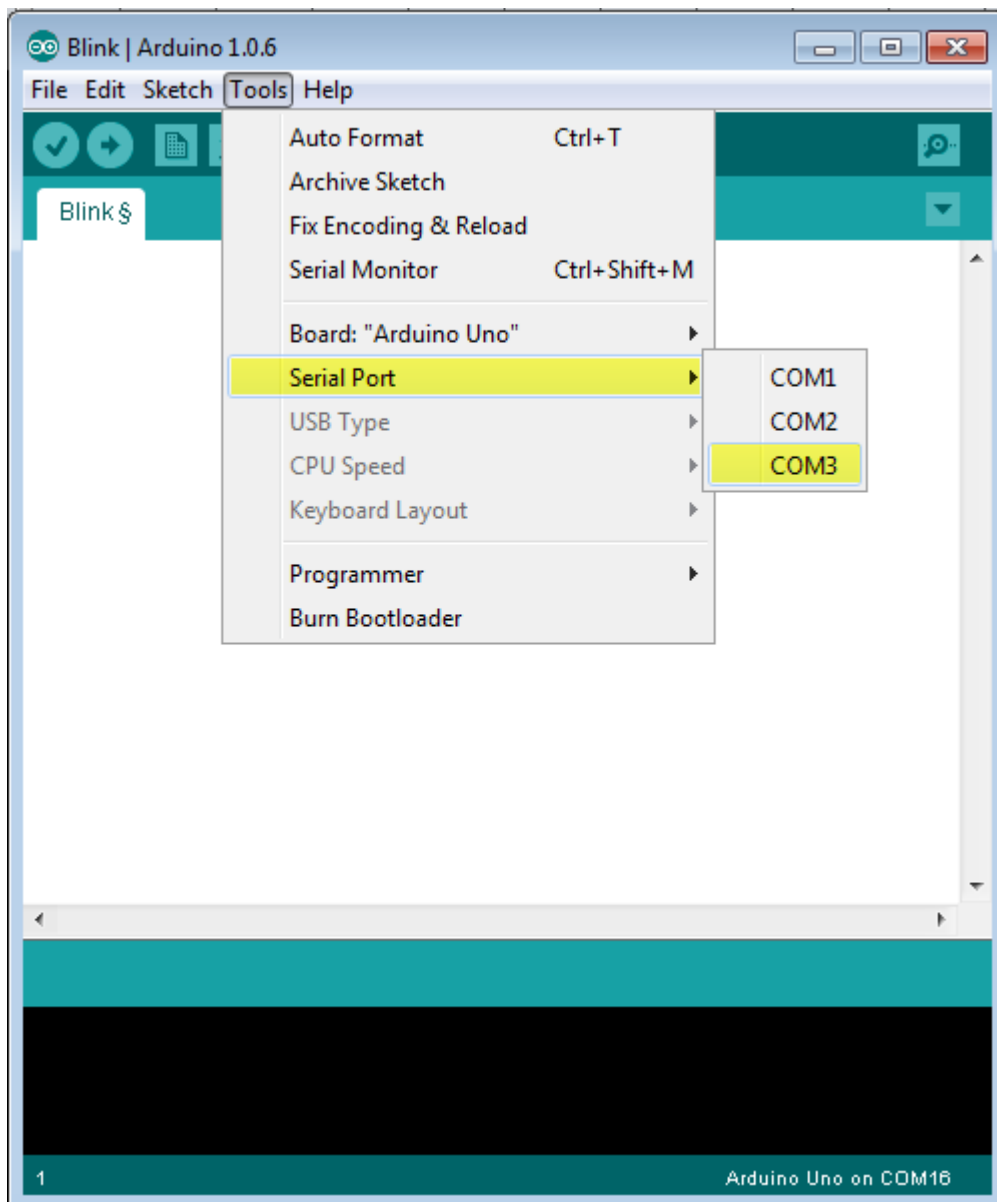 Blink | Arduino 1.0.6
File Edit Sketch Tools Help
Blink §
Auto Format Ctrl+T
Archive Sketch
Fix Encoding & Reload
Serial Monitor Ctrl+Shift+M
Board: "Arduino Uno"
Serial Port
USB Type
CPU Speed
Keyboard Layout
Programmer
Burn Bootloader
COM1
COM2
COM3
1 Arduino Uno on COM16